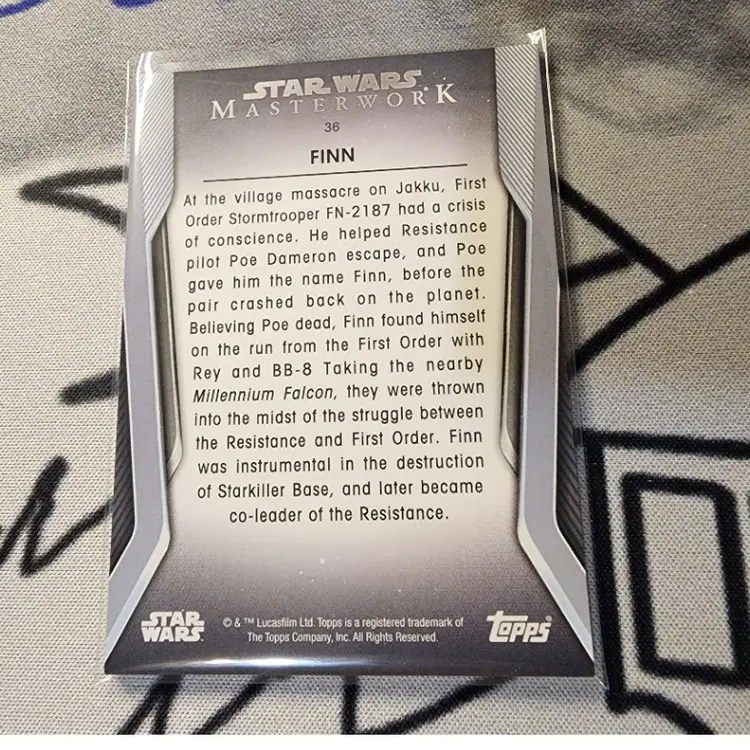 STAR WARS
MASTERWORK
36
FINN
At the village massacre on Jakku, First
Order Stormtrooper FN-2187 had a crisis
of conscience. He helped Resistance
pilot Poe Dameron escape, and Poe
gave him the name Finn, before the
pair crashed back on the planet.
Believing Poe dead, Finn found himself
on the run from the First Order with
Rey and BB-8 Taking the nearby
Millennium Falcon, they were thrown
into the midst of the struggle between
the Resistance and First Order. Finn
was instrumental in the destruction
of Starkiller Base, and later became
co-leader of the Resistance.
STAR
WARS
© & ™ Lucasfilm Ltd. Topps is a registered trademark of
The Topps Company, Inc. All Rights Reserved.
topps®